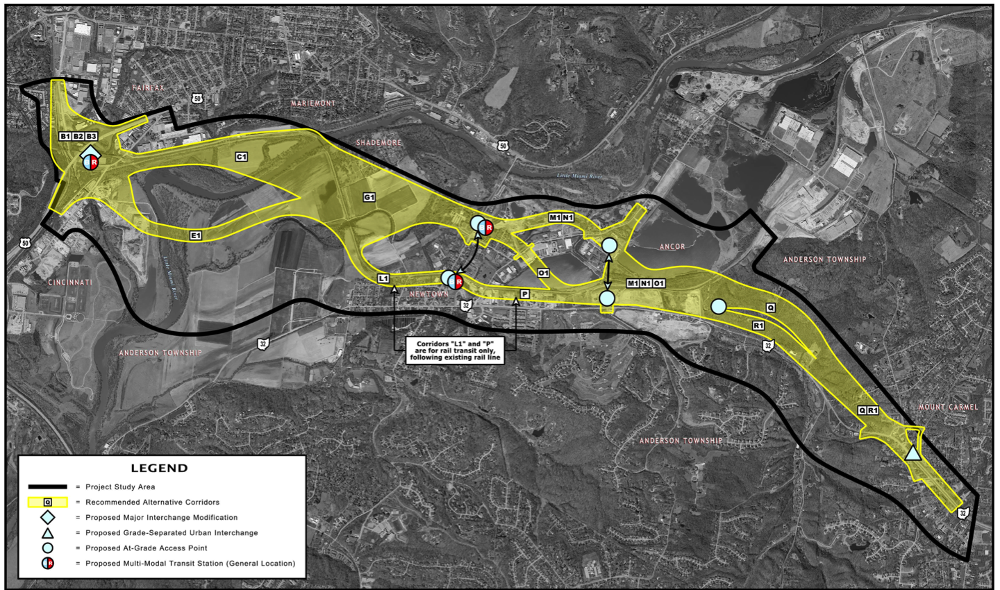 FAIRFAX
50
MARIEMONT
B1 B2 B3
R
C1
SHADEMORE
50
Little Miami River
G1
M1 N1
B R
50
E1
ANCOR
ANDERSON TOWNSHIP
Little Miami River
CINCINNATI
L1
R
O1
M1 N1 O1
NEWTOWN
P
32
Q
R1
32
32
ANDERSON TOWNSHIP
Corridors "L1" and "P"
are for rail transit only,
following existing rail line
Q R1
MOUNT CARMEL
ANDERSON TOWNSHIP
32
LEGEND
= Project Study Area
Q = Recommended Alternative Corridors
= Proposed Major Interchange Modification
= Proposed Grade-Separated Urban Interchange
= Proposed At-Grade Access Point
B R = Proposed Multi-Modal Transit Station (General Location)